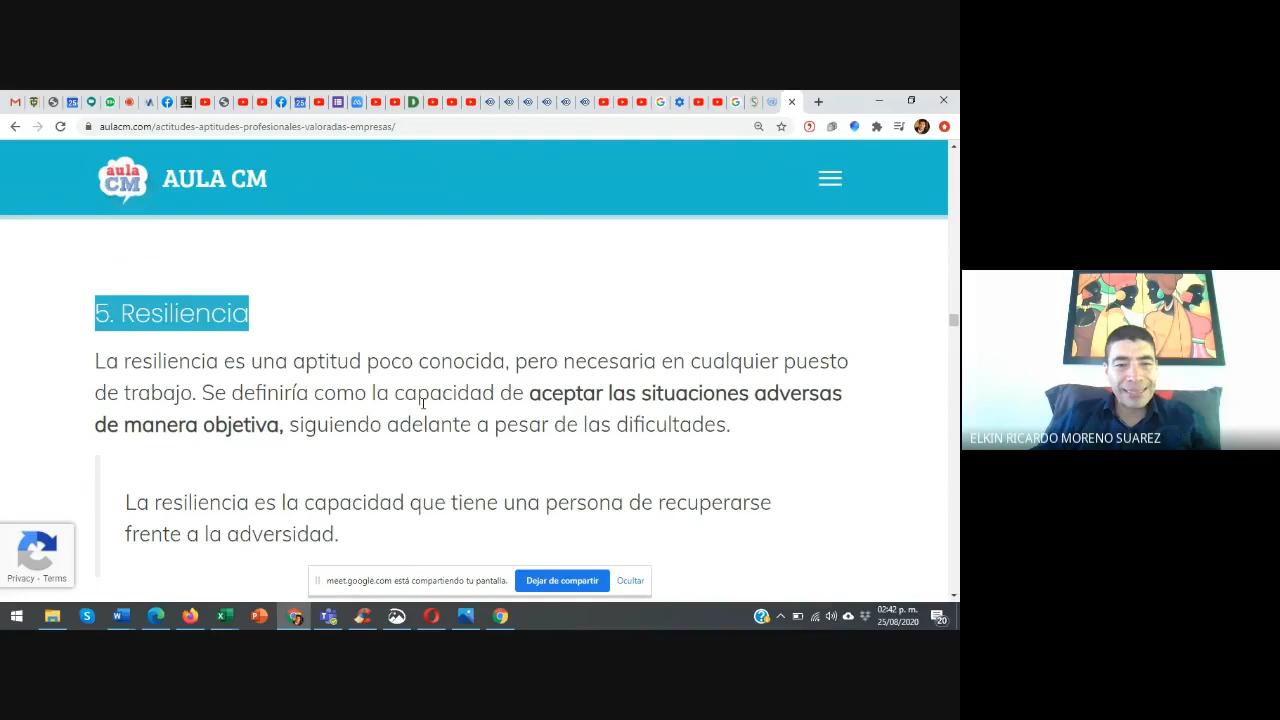 aulacm.com/actitudes-aptitudes-profesionales-valoradas-empresas/
aula
CM
AULA CM
5. Resiliencia
La resiliencia es una aptitud poco conocida, pero necesaria en cualquier puesto
de trabajo. Se definiría como la capacidad de aceptar las situaciones adversas
de manera objetiva, siguiendo adelante a pesar de las dificultades.
La resiliencia es la capacidad que tiene una persona de recuperarse
frente a la adversidad.
Privacy - Terms
meet.google.com está compartiendo tu pantalla.
Dejar de compartir
Ocultar
02:42 p. m.
25/08/2020
20
ELKIN RICARDO MORENO SUAREZ